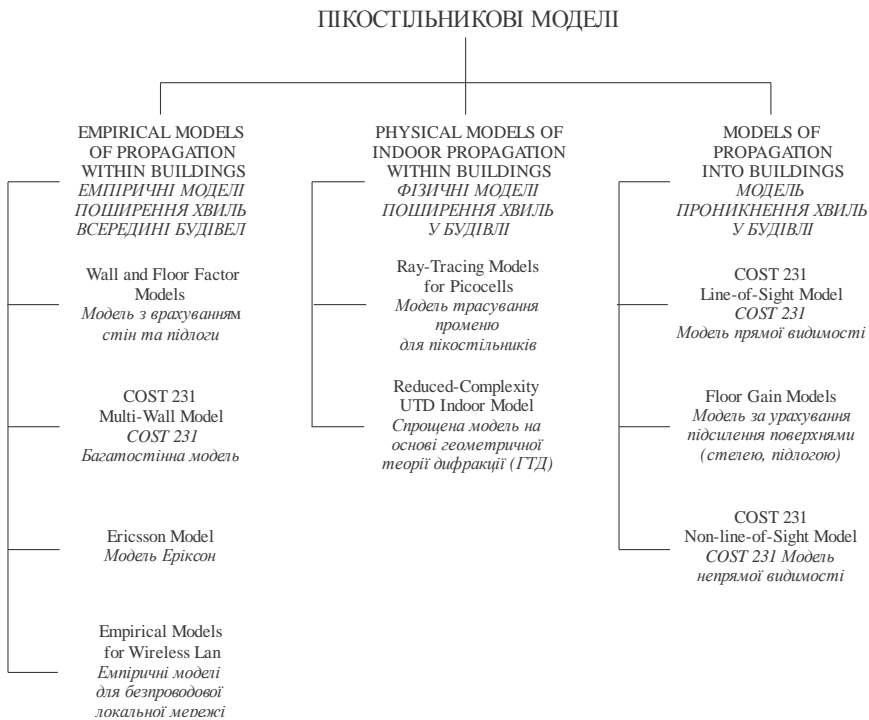 ПІКОСТІЛЬНИКОВІ МОДЕЛІ
EMPIRICAL MODELS
OF PROPAGATION
WITHIN BUILDINGS
ЕМПІРИЧНІ МОДЕЛІ
ПОШИРЕННЯ ХВИЛЬ
ВСЕРЕДИНІ БУДІВЕЛ
Wall and Floor Factor
Models
Модель з врахуванням
стін та підлоги
COST 231
Multi-Wall Model
COST 231
Багатостінна модель
Ericsson Model
Модель Еріксон
Empirical Models
for Wireless Lan
Емпіричні моделі
для безпроводової
локальної мережі
PHYSICAL MODELS OF
INDOOR PROPAGATION
WITHIN BUILDINGS
ФІЗИЧНІ МОДЕЛІ
ПОШИРЕННЯ ХВИЛЬ
У БУДІВЛІ
Ray-Tracing Models
for Picocells
Модель трасування
променю
для пікостільників
Reduced-Complexity
UTD Indoor Model
Спрощена модель на
основі геометричної
теорії дифракції (ГТД)
MODELS OF
PROPAGATION
INTO BUILDINGS
МОДЕЛЬ
ПРОНИКНЕННЯ ХВИЛЬ
У БУДІВЛІ
COST 231
Line-of-Sight Model
COST 231
Модель прямої видимості
Floor Gain Models
Модель за урахування
підсилення поверхнями
(стелею, підлогою)
COST 231
Non-line-of-Sight Model
COST 231 Модель
непрямої видимості